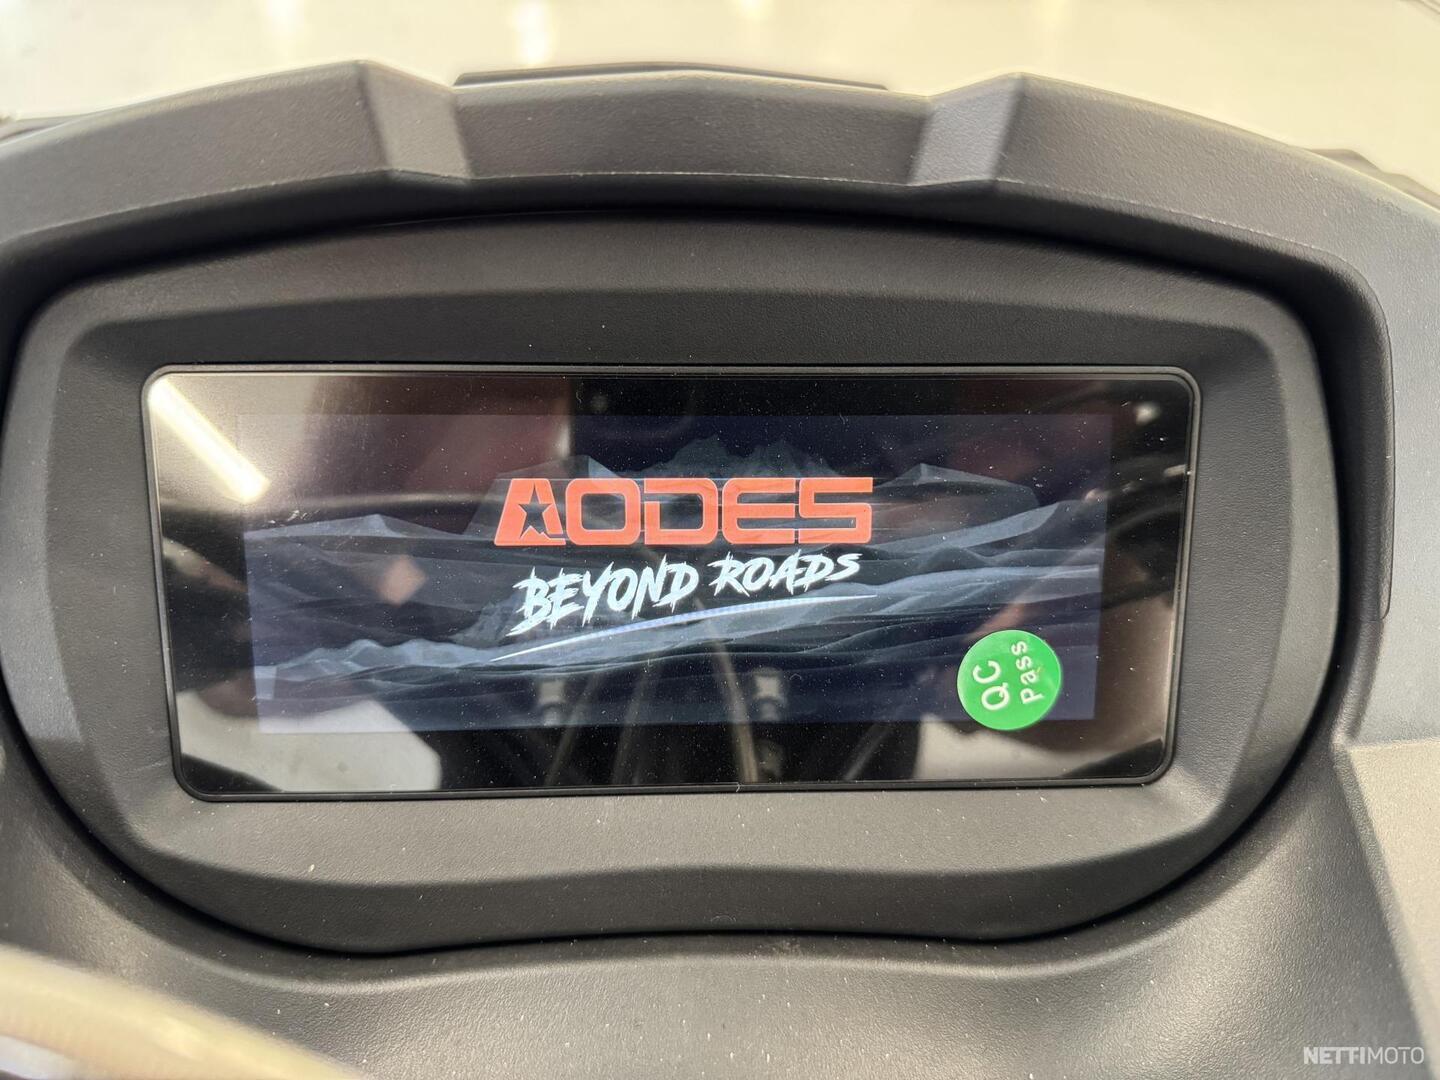 AODES
BEYOND ROADS
QC
Pass
NETTIMOTO